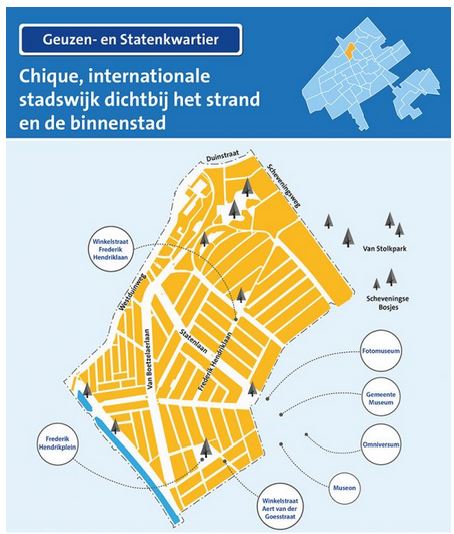 Geuzen- en Statenkwartier
Chique, internationale
stadswijk dichtbij het strand
en de binnenstad
Duinstraat
Scheveningseweg
Winkelstraat
Frederik
Hendriklaan
Van Stolkpark
Westduinweg
Scheveningse
Bosjes
Statenlaan
Van Boetzelaerlaan
Frederik Hendriklaan
Fotomuseum
Gemeente
Museum
Frederik
Hendrikplein
Omniversum
Museon
Winkelstraat
Aert van der
Goesstraat